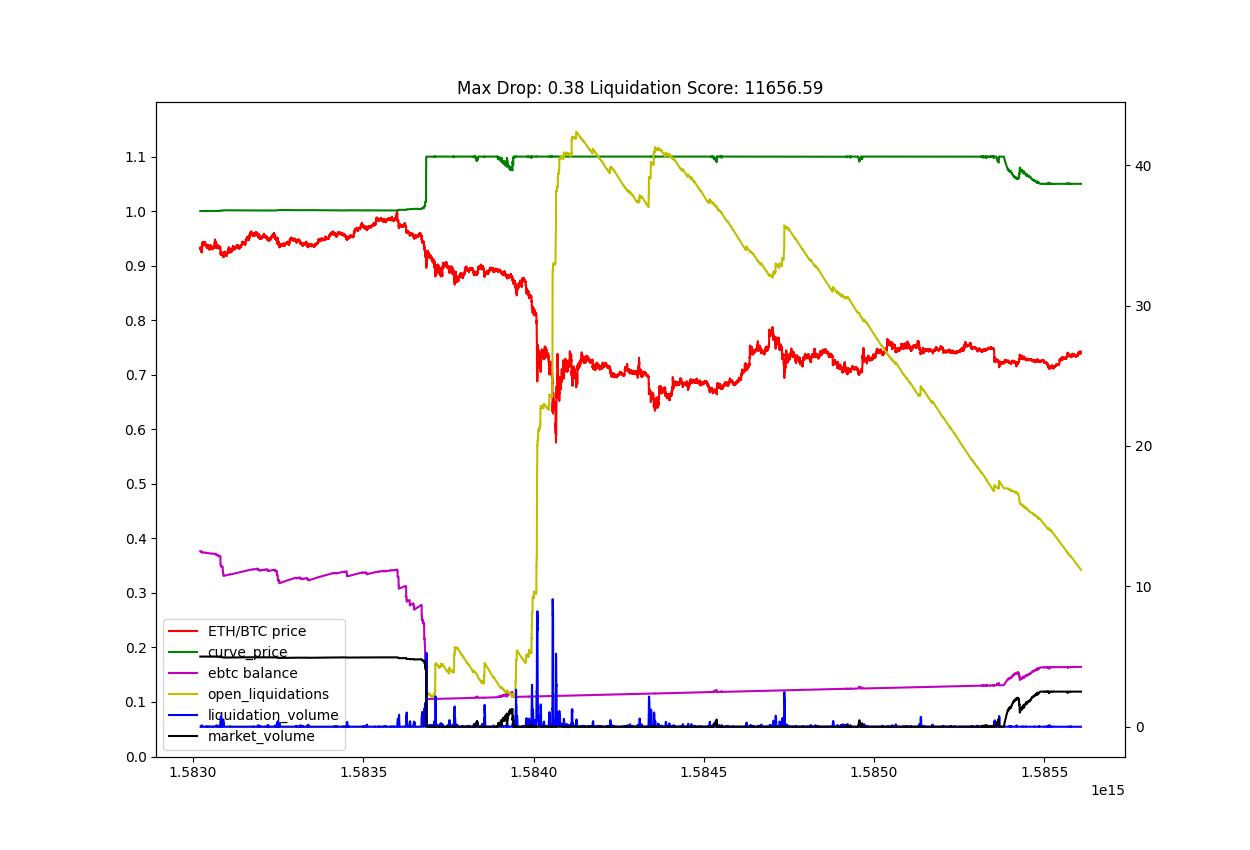 Max Drop: 0.38 Liquidation Score: 11656.59
1.1
1.0
0.9
0.8
0.7
0.6
0.5
0.4
0.3
0.2
0.1
0.0
40
30
20
10
0
ETH/BTC price
curve_price
ebtc balance
open_liquidations
liquidation_volume
market_volume
1.5830 1.5835 1.5840 1.5845 1.5850 1.5855
1e15